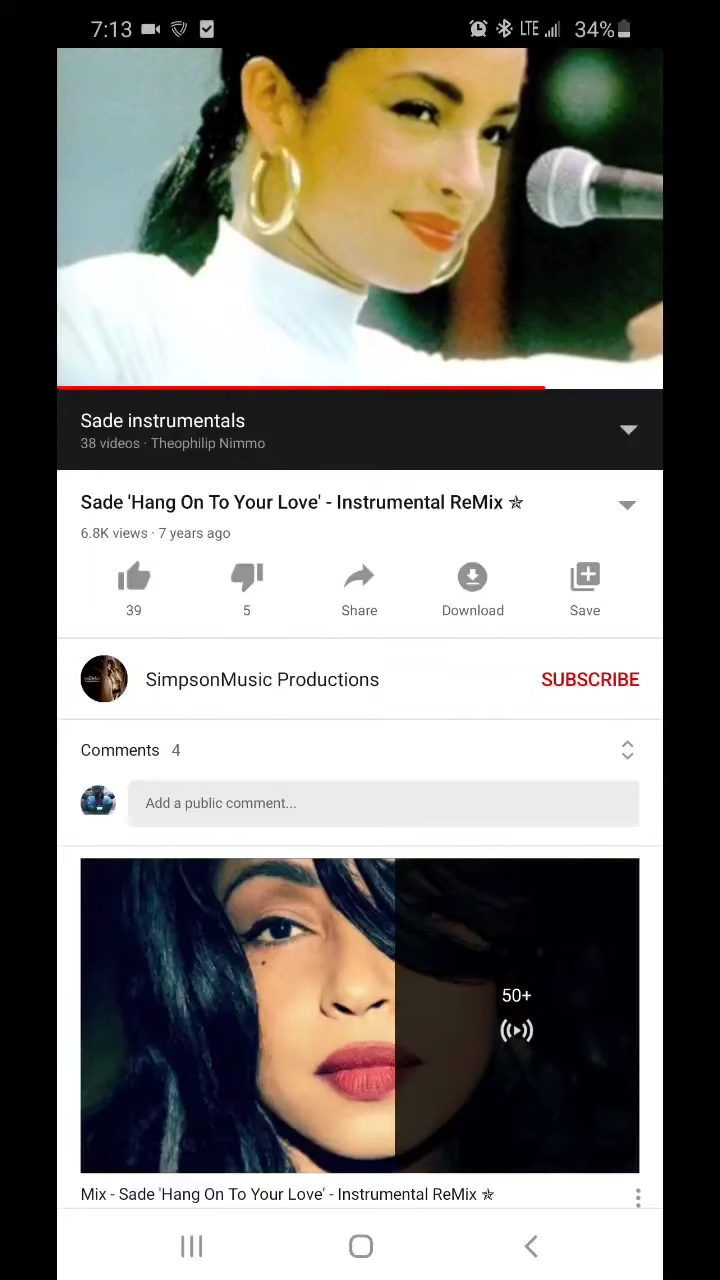 7:13 LTE 34%
Sade instrumentals
38 videos · Theophilip Nimmo
Sade 'Hang On To Your Love' - Instrumental ReMix ✯
6.8K views · 7 years ago
39 5 Share Download Save
SimpsonMusic Productions SUBSCRIBE
Comments 4
Add a public comment...
50+
Mix - Sade 'Hang On To Your Love' - Instrumental ReMix ✯